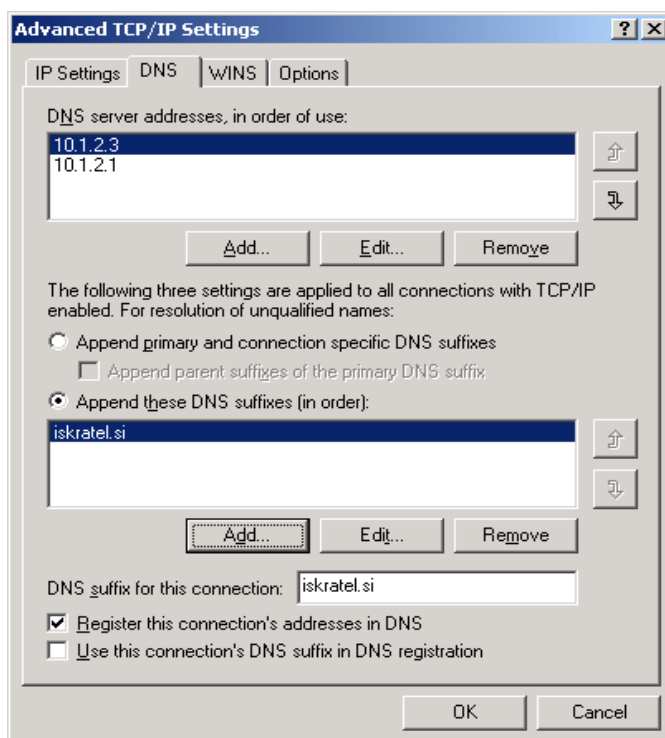 Advanced TCP/IP Settings
IP Settings DNS WINS Options
DNS server addresses, in order of use:
10.1.2.3
10.1.2.1
Add... Edit... Remove
The following three settings are applied to all connections with TCP/IP
enabled. For resolution of unqualified names:
Append primary and connection specific DNS suffixes
Append parent suffixes of the primary DNS suffix
Append these DNS suffixes (in order):
iskratel.si
Add... Edit... Remove
DNS suffix for this connection: iskratel.si
Register this connection's addresses in DNS
Use this connection's DNS suffix in DNS registration
OK Cancel